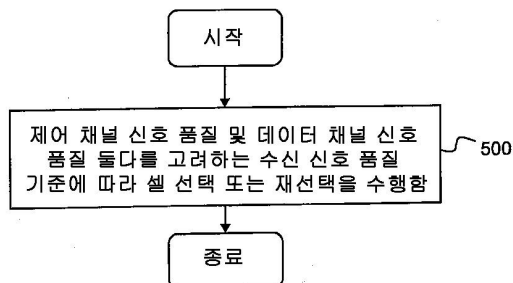 시작
제어 채널 신호 품질 및 데이터 채널 신호
품질 둘다를 고려하는 수신 신호 품질
기준에 따라 셀 선택 또는 재선택을 수행함
500
종료